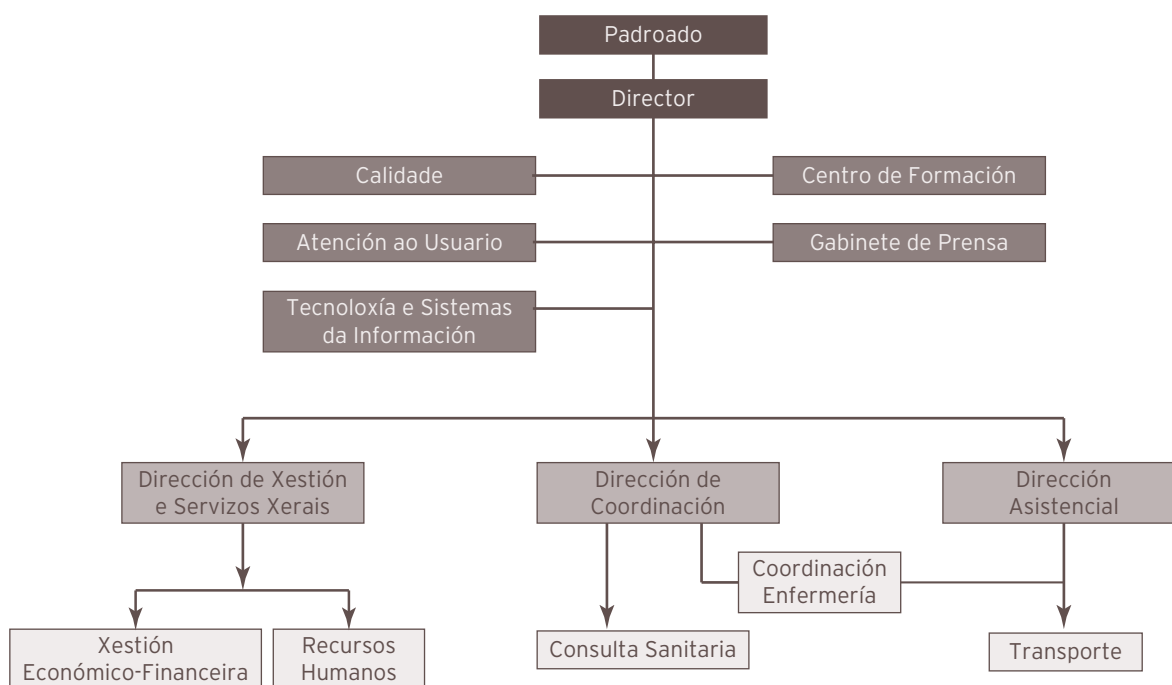 Padroado
Director
Calidade
Centro de Formación
Atención ao Usuario
Gabinete de Prensa
Tecnoloxía e Sistemas
da Información
Dirección de Xestión
e Servizos Xerais
Dirección de
Coordinación
Dirección
Asistencial
Coordinación
Enfermería
Xestión
Económico-Financeira
Recursos
Humanos
Consulta Sanitaria
Transporte